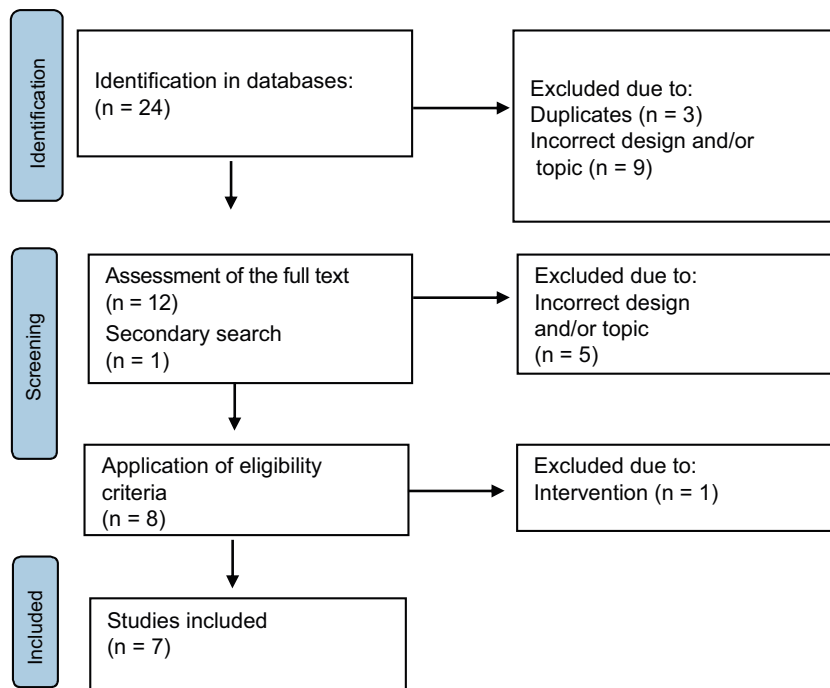 Identification
Identification in databases:
(n = 24)
Excluded due to:
Duplicates (n = 3)
Incorrect design and/or
topic (n = 9)
Screening
Assessment of the full text
(n = 12)
Secondary search
(n = 1)
Excluded due to:
Incorrect design
and/or topic
(n = 5)
Application of eligibility
criteria
(n = 8)
Excluded due to:
Intervention (n = 1)
Included
Studies included
(n = 7)